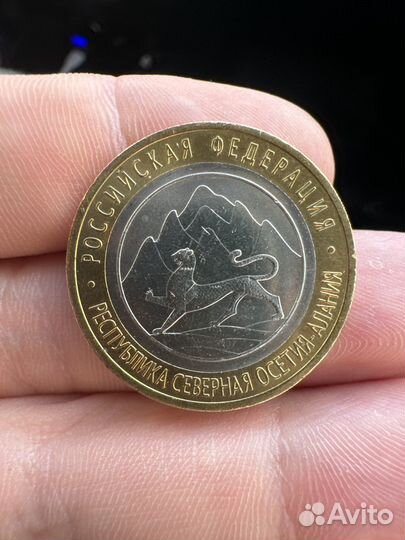 РОССИЙСКАЯ ФЕДЕРАЦИЯ
РЕСПУБЛИКА СЕВЕРНАЯ ОСЕТИЯ-АЛАНИЯ
Avito